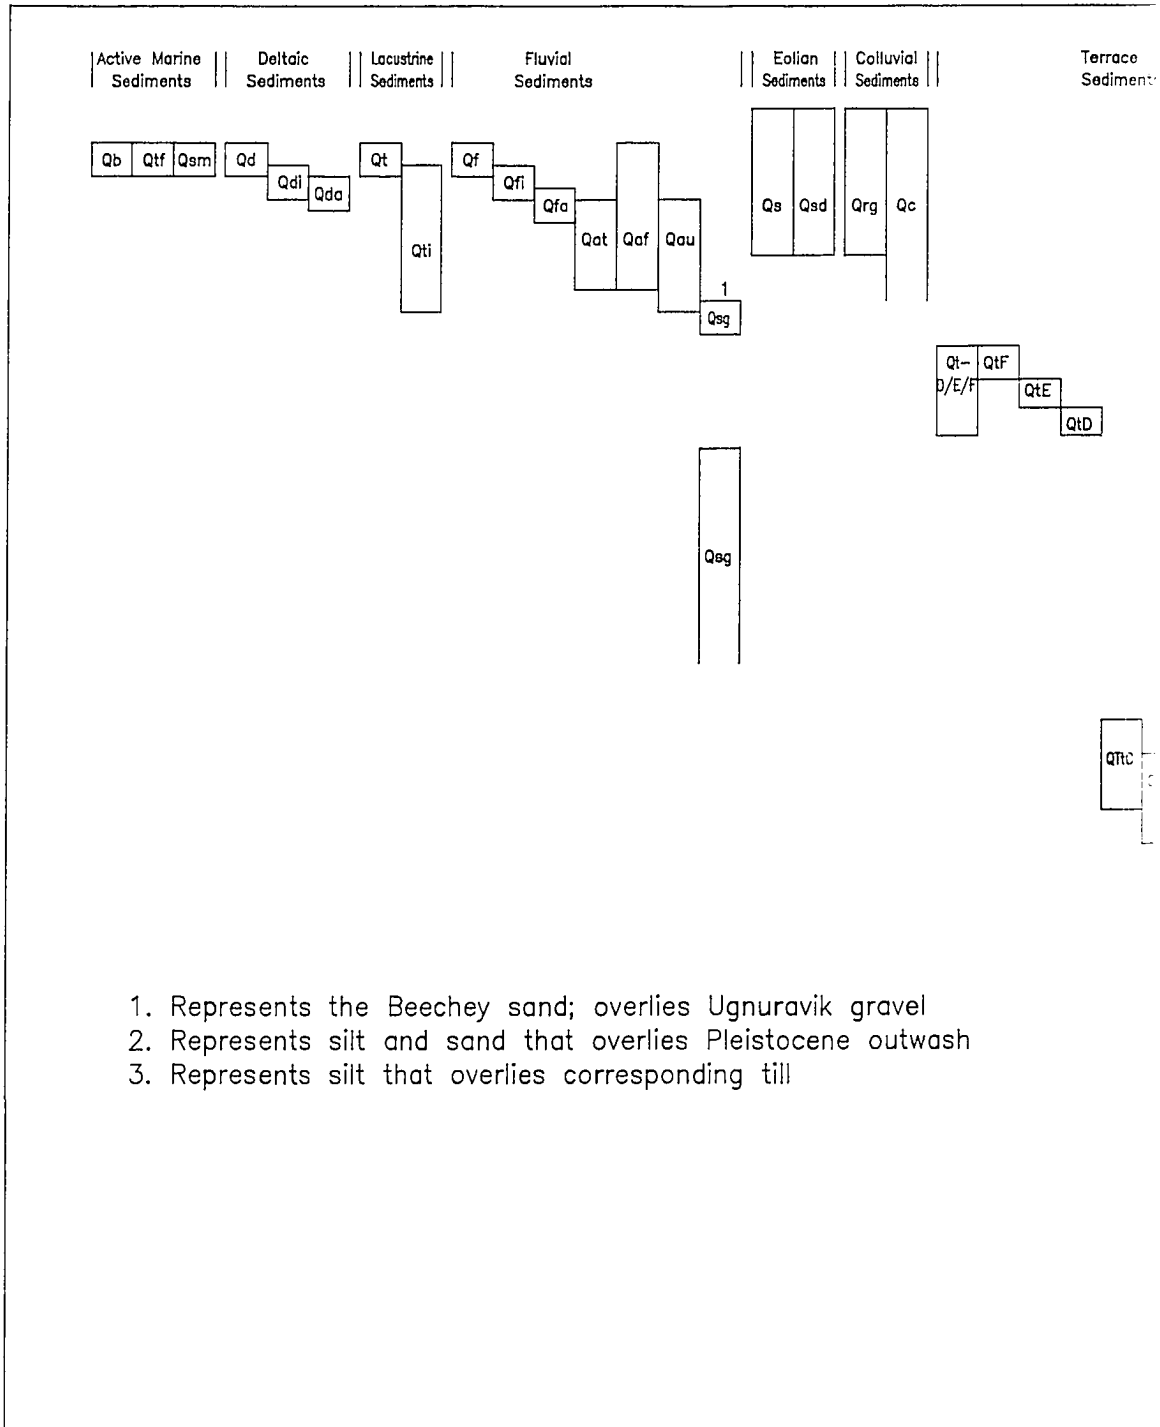 Active Marine
Sediments
Deltaic
Sediments
Lacustrine
Sediments
Fluvial
Sediments
Eolian
Sediments
Colluvial
Sediments
Terrace
Sediment
Qb
Qtf
Qsm
Qd
Qdi
Qda
Qt
Qti
Qf
Qfi
Qfa
Qat
Qaf
Qau
1
Qsg
Qs
Qsd
Qrg
Qc
Qt-
D/E/F
QtF
QtE
QtD
Qsg
QTtC
1. Represents the Beechey sand; overlies Ugnuravik gravel
2. Represents silt and sand that overlies Pleistocene outwash
3. Represents silt that overlies corresponding till